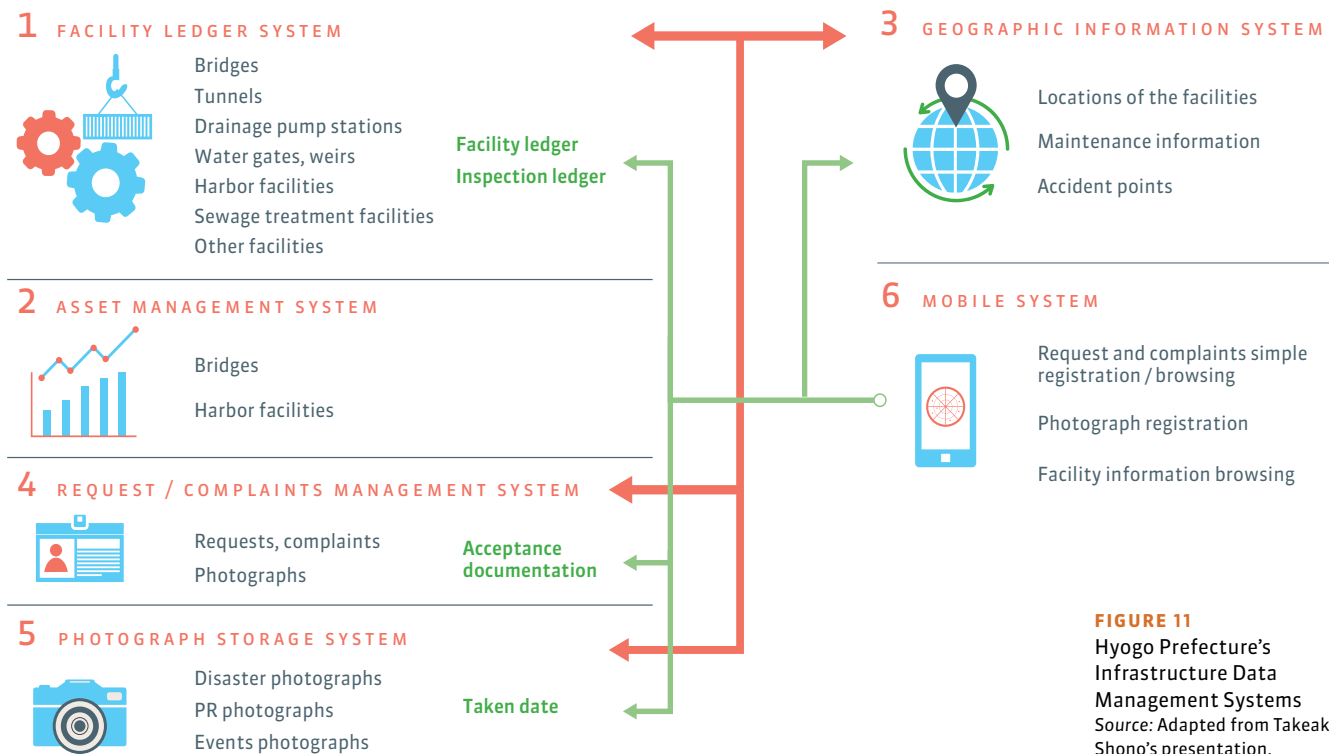 1 FACILITY LEDGER SYSTEM
Bridges
Tunnels
Drainage pump stations
Water gates, weirs
Harbor facilities
Sewage treatment facilities
Other facilities
Facility ledger
Inspection ledger
2 ASSET MANAGEMENT SYSTEM
Bridges
Harbor facilities
4 REQUEST / COMPLAINTS MANAGEMENT SYSTEM
Requests, complaints
Photographs
Acceptance
documentation
5 PHOTOGRAPH STORAGE SYSTEM
Disaster photographs
PR photographs
Events photographs
Taken date
3 GEOGRAPHIC INFORMATION SYSTEM
Locations of the facilities
Maintenance information
Accident points
6 MOBILE SYSTEM
Request and complaints simple
registration / browsing
Photograph registration
Facility information browsing
FIGURE 11
Hyogo Prefecture's
Infrastructure Data
Management Systems
Source: Adapted from Takeak
Shono's presentation.